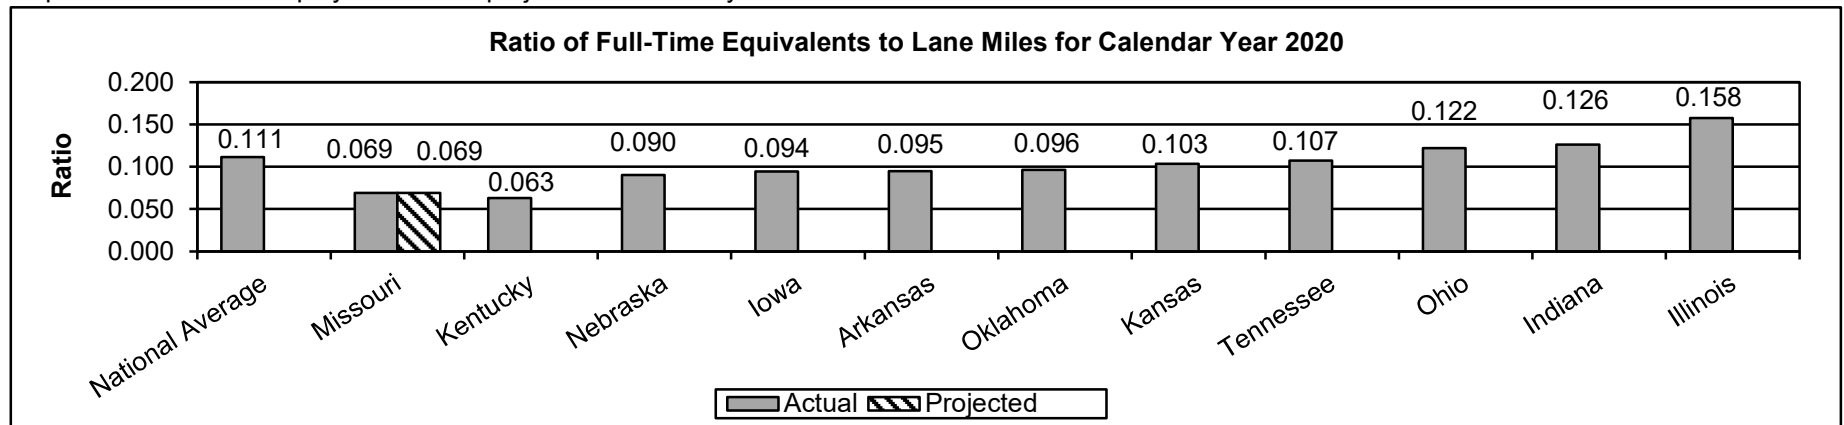 Ratio of Full-Time Equivalents to Lane Miles for Calendar Year 2020
Ratio
0.200
0.150
0.100
0.050
0.000
0.111
0.069
0.069
0.063
0.090
0.094
0.095
0.096
0.103
0.107
0.122
0.126
0.158
National Average
Missouri
Kentucky
Nebraska
Iowa
Arkansas
Oklahoma
Kansas
Tennessee
Ohio
Indiana
Illinois
Actual Projected